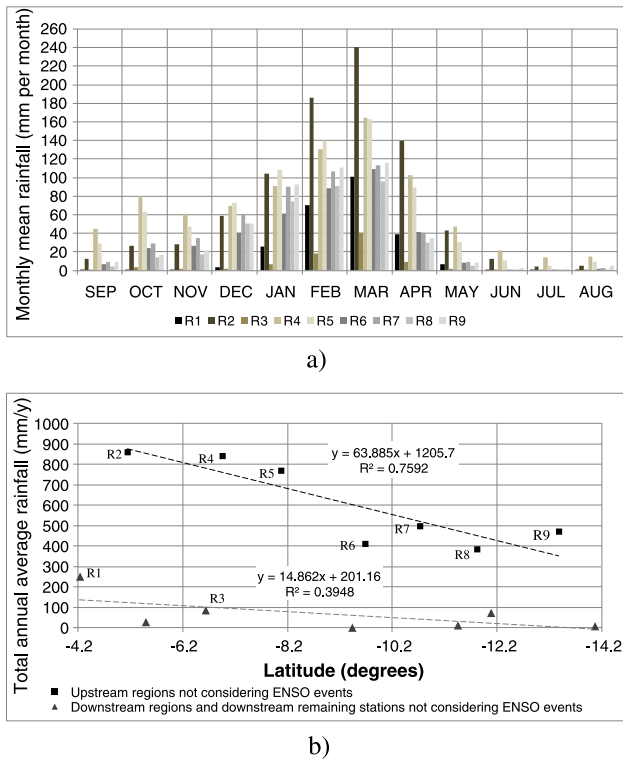 Monthly mean rainfall (mm per month)
260
240
220
200
180
160
140
120
100
80
60
40
20
0
SEP OCT NOV DEC JAN FEB MAR APR MAY JUN JUL AUG
R1 R2 R3 R4 R5 R6 R7 R8 R9
a)
Total annual average rainfall (mm/y)
1000
900
800
700
600
500
400
300
200
100
0
R2
R4
R5
y = 63.885x + 1205.7
R² = 0.7592
R6
R7
R8
R9
R1
R3
y = 14.862x + 201.16
R² = 0.3948
-4.2 -6.2 -8.2 -10.2 -12.2 -14.2
Latitude (degrees)
Upstream regions not considering ENSO events
Downstream regions and downstream remaining stations not considering ENSO events
b)